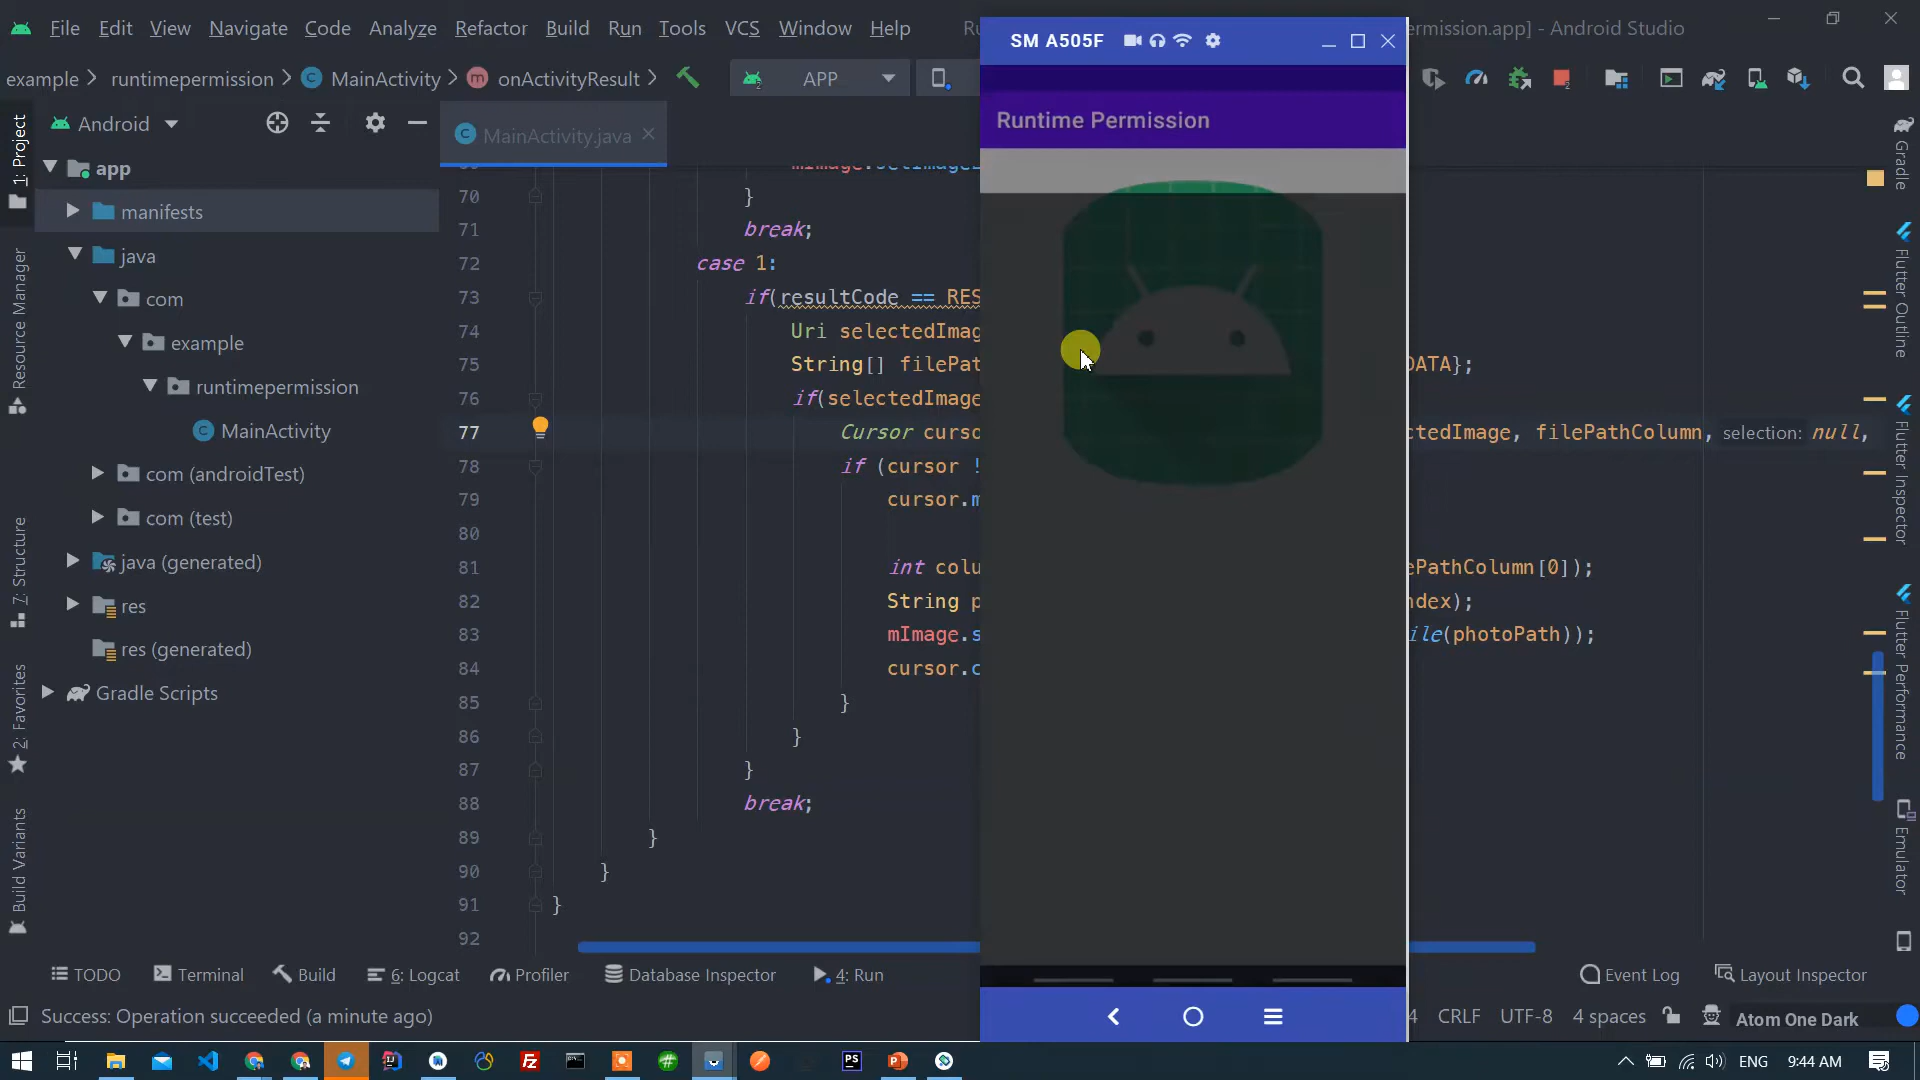 File Edit View Navigate Code Analyze Refactor Build Run Tools VCS Window Help
ermission.app] - Android Studio
SM A505F
example runtimepermission MainActivity onActivityResult APP
Runtime Permission
Android
MainActivity.java
1: Project
Resource Manager
7: Structure
2: Favorites
Build Variants
app
manifests
java
com
example
runtimepermission
MainActivity
com (androidTest)
com (test)
java (generated)
res
res (generated)
Gradle Scripts
70 }
71 break;
72 case 1:
73 if(resultCode == RES
74 Uri selectedImag
75 String[] filePat DATA};
76 if(selectedImage
77 Cursor curso ctedImage, filePathColumn, selection: null,
78 if (cursor !
79 cursor.m
80
81 int colu ePathColumn[0]);
82 String p ndex);
83 mImage.s ile(photoPath));
84 cursor.c
85 }
86 }
87 }
88 break;
89 }
90 }
91 }
92
Gradle
Flutter Outline
Flutter Inspector
Flutter Performance
Emulator
TODO Terminal Build 6: Logcat Profiler Database Inspector 4: Run Event Log Layout Inspector
Success: Operation succeeded (a minute ago) 4 CRLF UTF-8 4 spaces Atom One Dark
ENG 9:44 AM